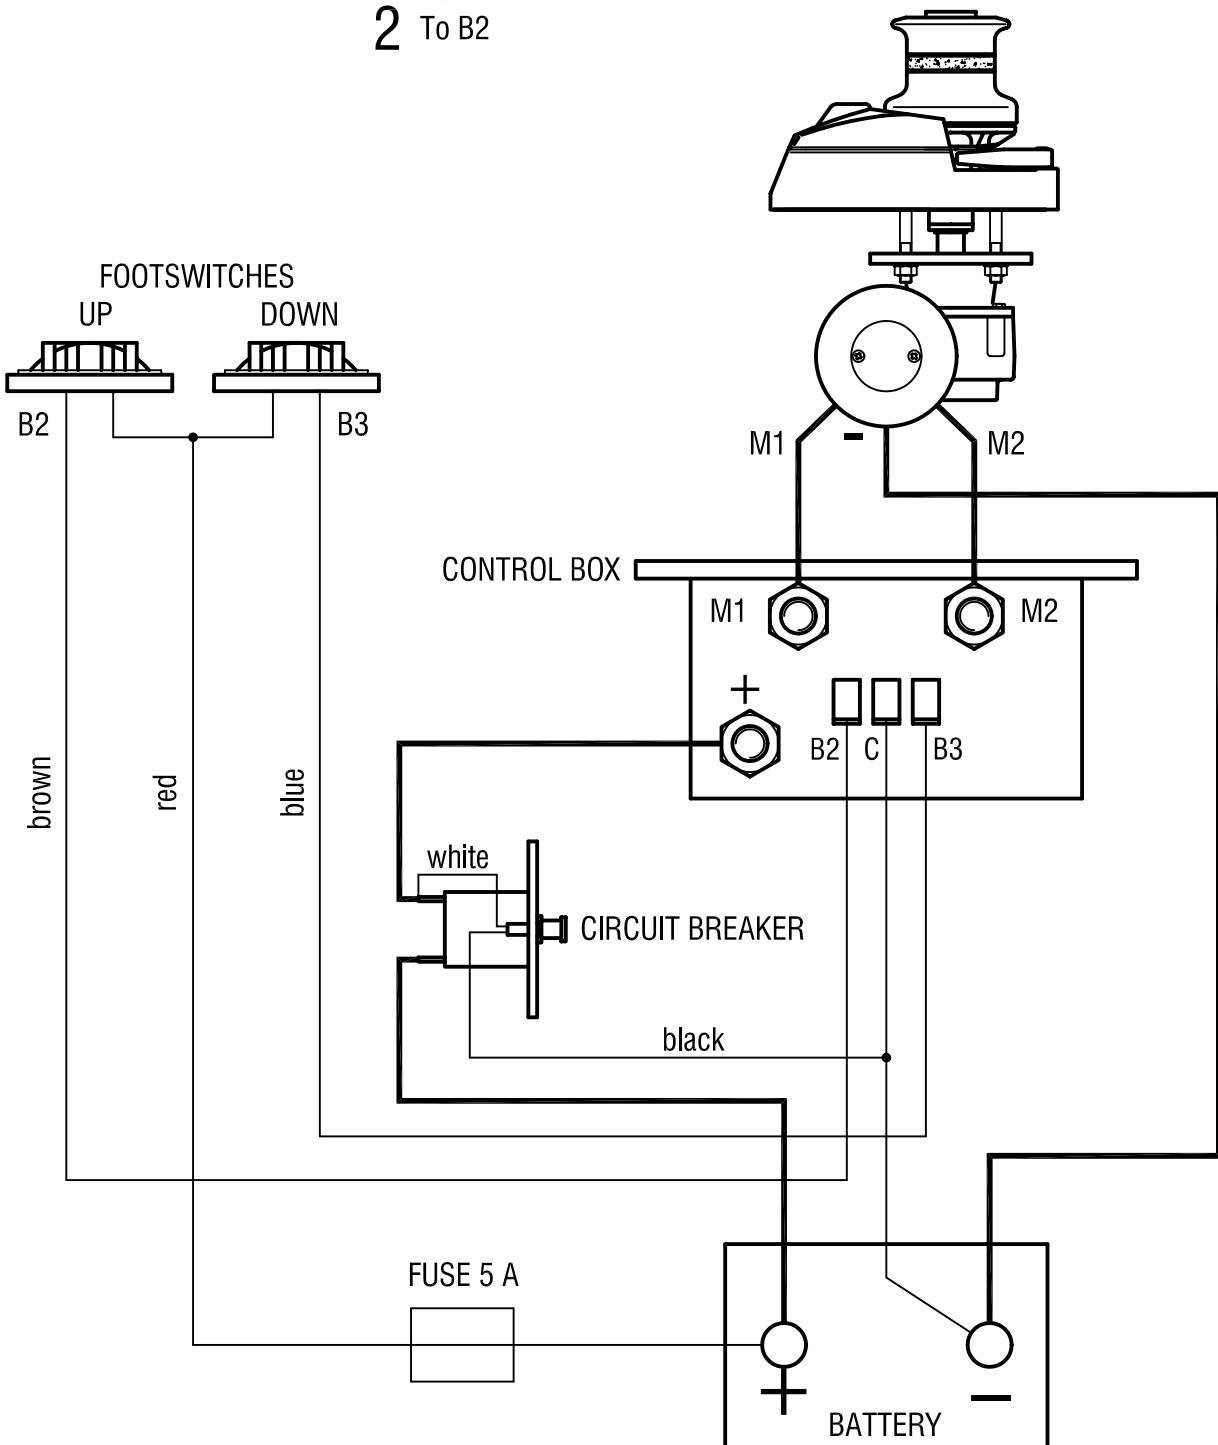 2 To B2
FOOTSWITCHES
UP DOWN
B2 B3
M1 - M2
CONTROL BOX
M1 M2
+
B2 C B3
brown
red
blue
white
CIRCUIT BREAKER
black
FUSE 5 A
+ −
BATTERY